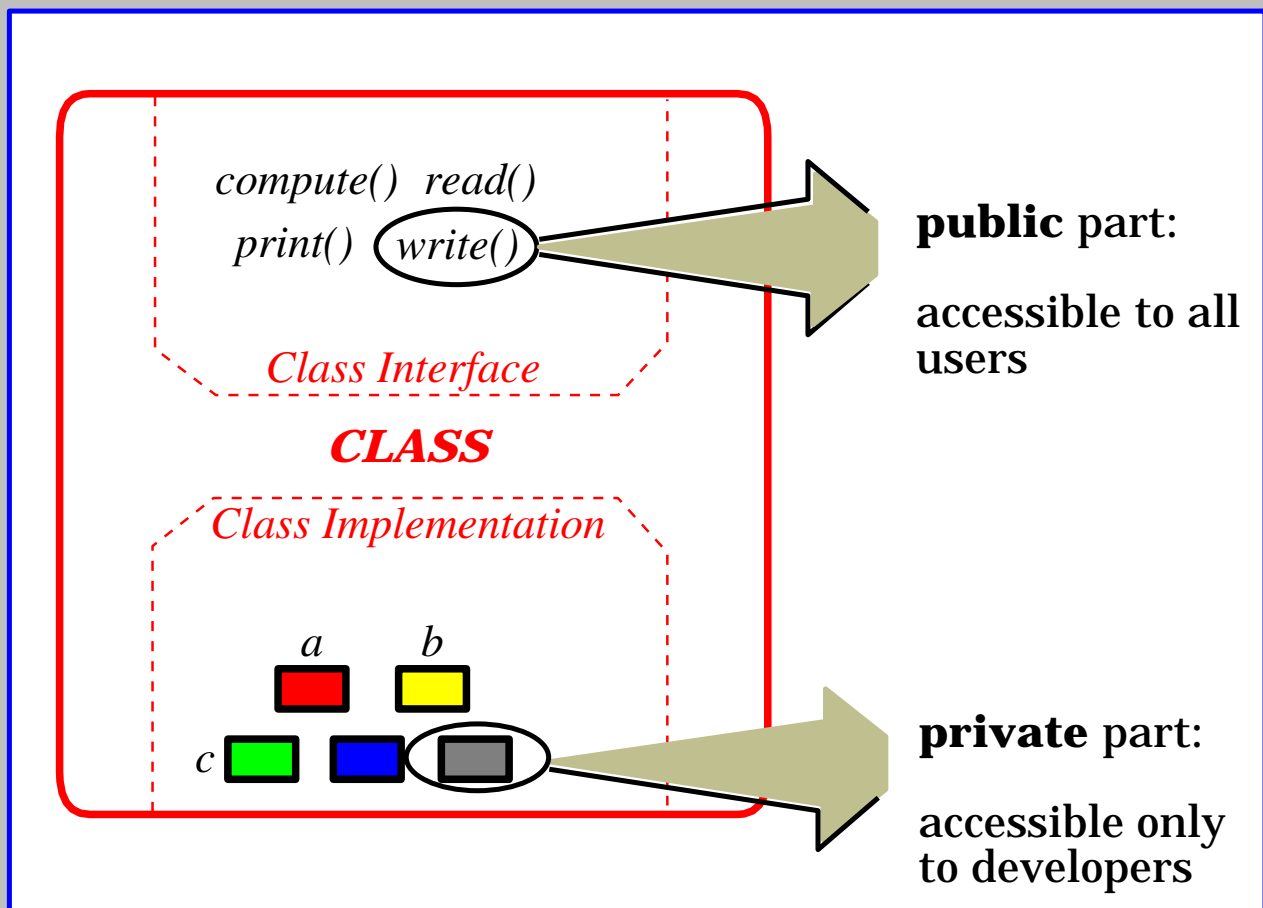 compute() read()
print() write()
Class Interface
CLASS
Class Implementation
a b
c
public part:
accessible to all
users
private part:
accessible only
to developers